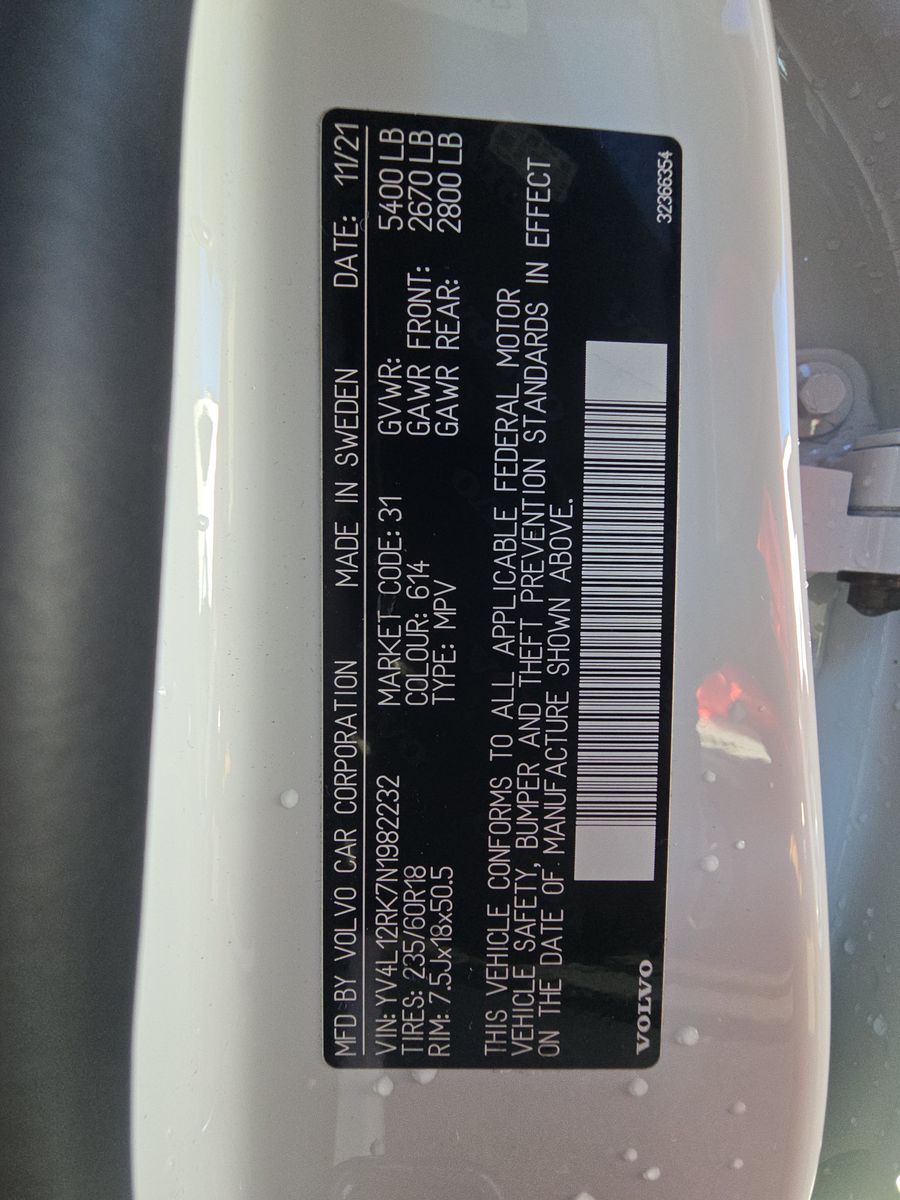 MFD BY VOLVO CAR CORPORATION MADE IN SWEDEN DATE: 11/21
VIN: YV4L12RK7N1982232 MARKET CODE: 31 GVWR: 5400 LB
TIRES: 235/60R18 COLOUR: 614 GAWR FRONT: 2670 LB
RIM: 7.5Jx18x50.5 TYPE: MPV GAWR REAR: 2800 LB
THIS VEHICLE CONFORMS TO ALL APPLICABLE FEDERAL MOTOR
VEHICLE SAFETY, BUMPER AND THEFT PREVENTION STANDARDS IN EFFECT
ON THE DATE OF MANUFACTURE SHOWN ABOVE.
VOLVO 32366354